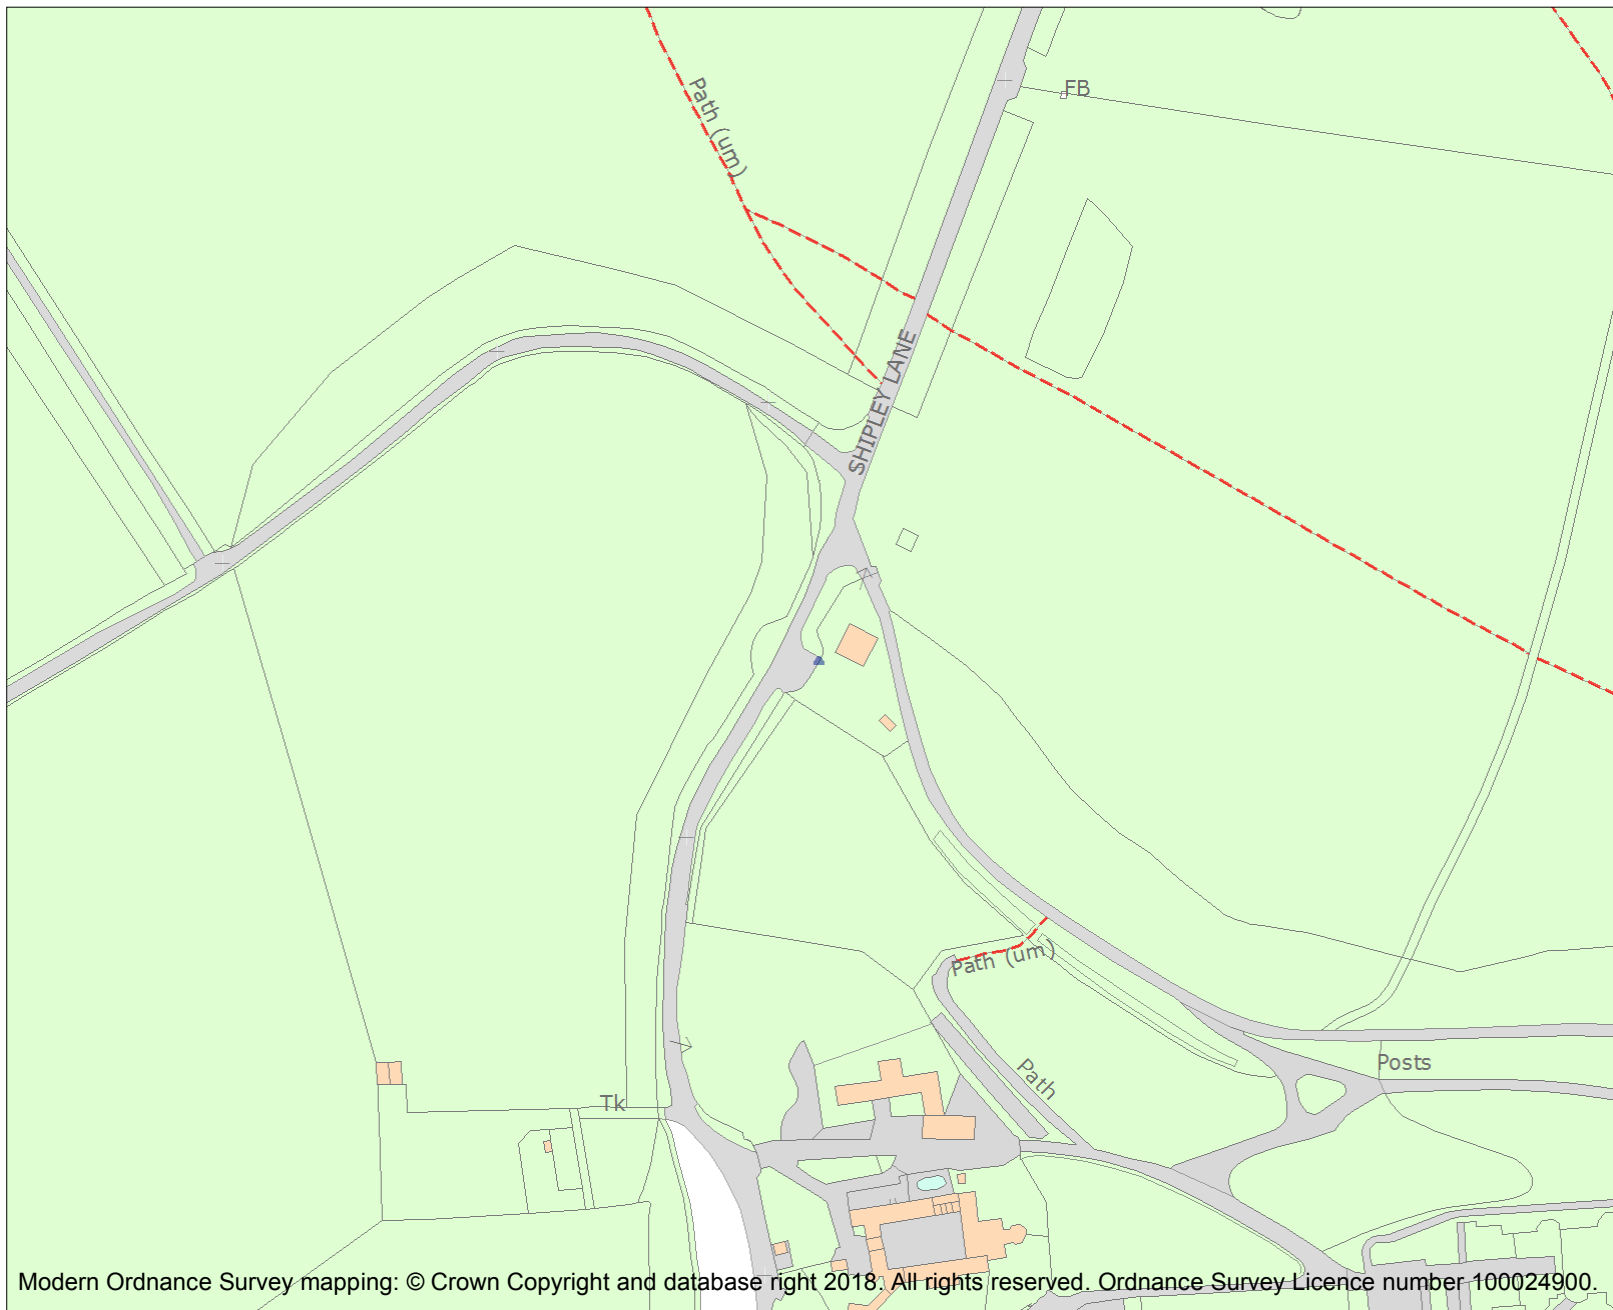 FB
Path (um)
SHIPLEY LANE
Path (um)
Posts
Path
Tk
Modern Ordnance Survey mapping: © Crown Copyright and database right 2018. All rights reserved. Ordnance Survey Licence number 100024900.